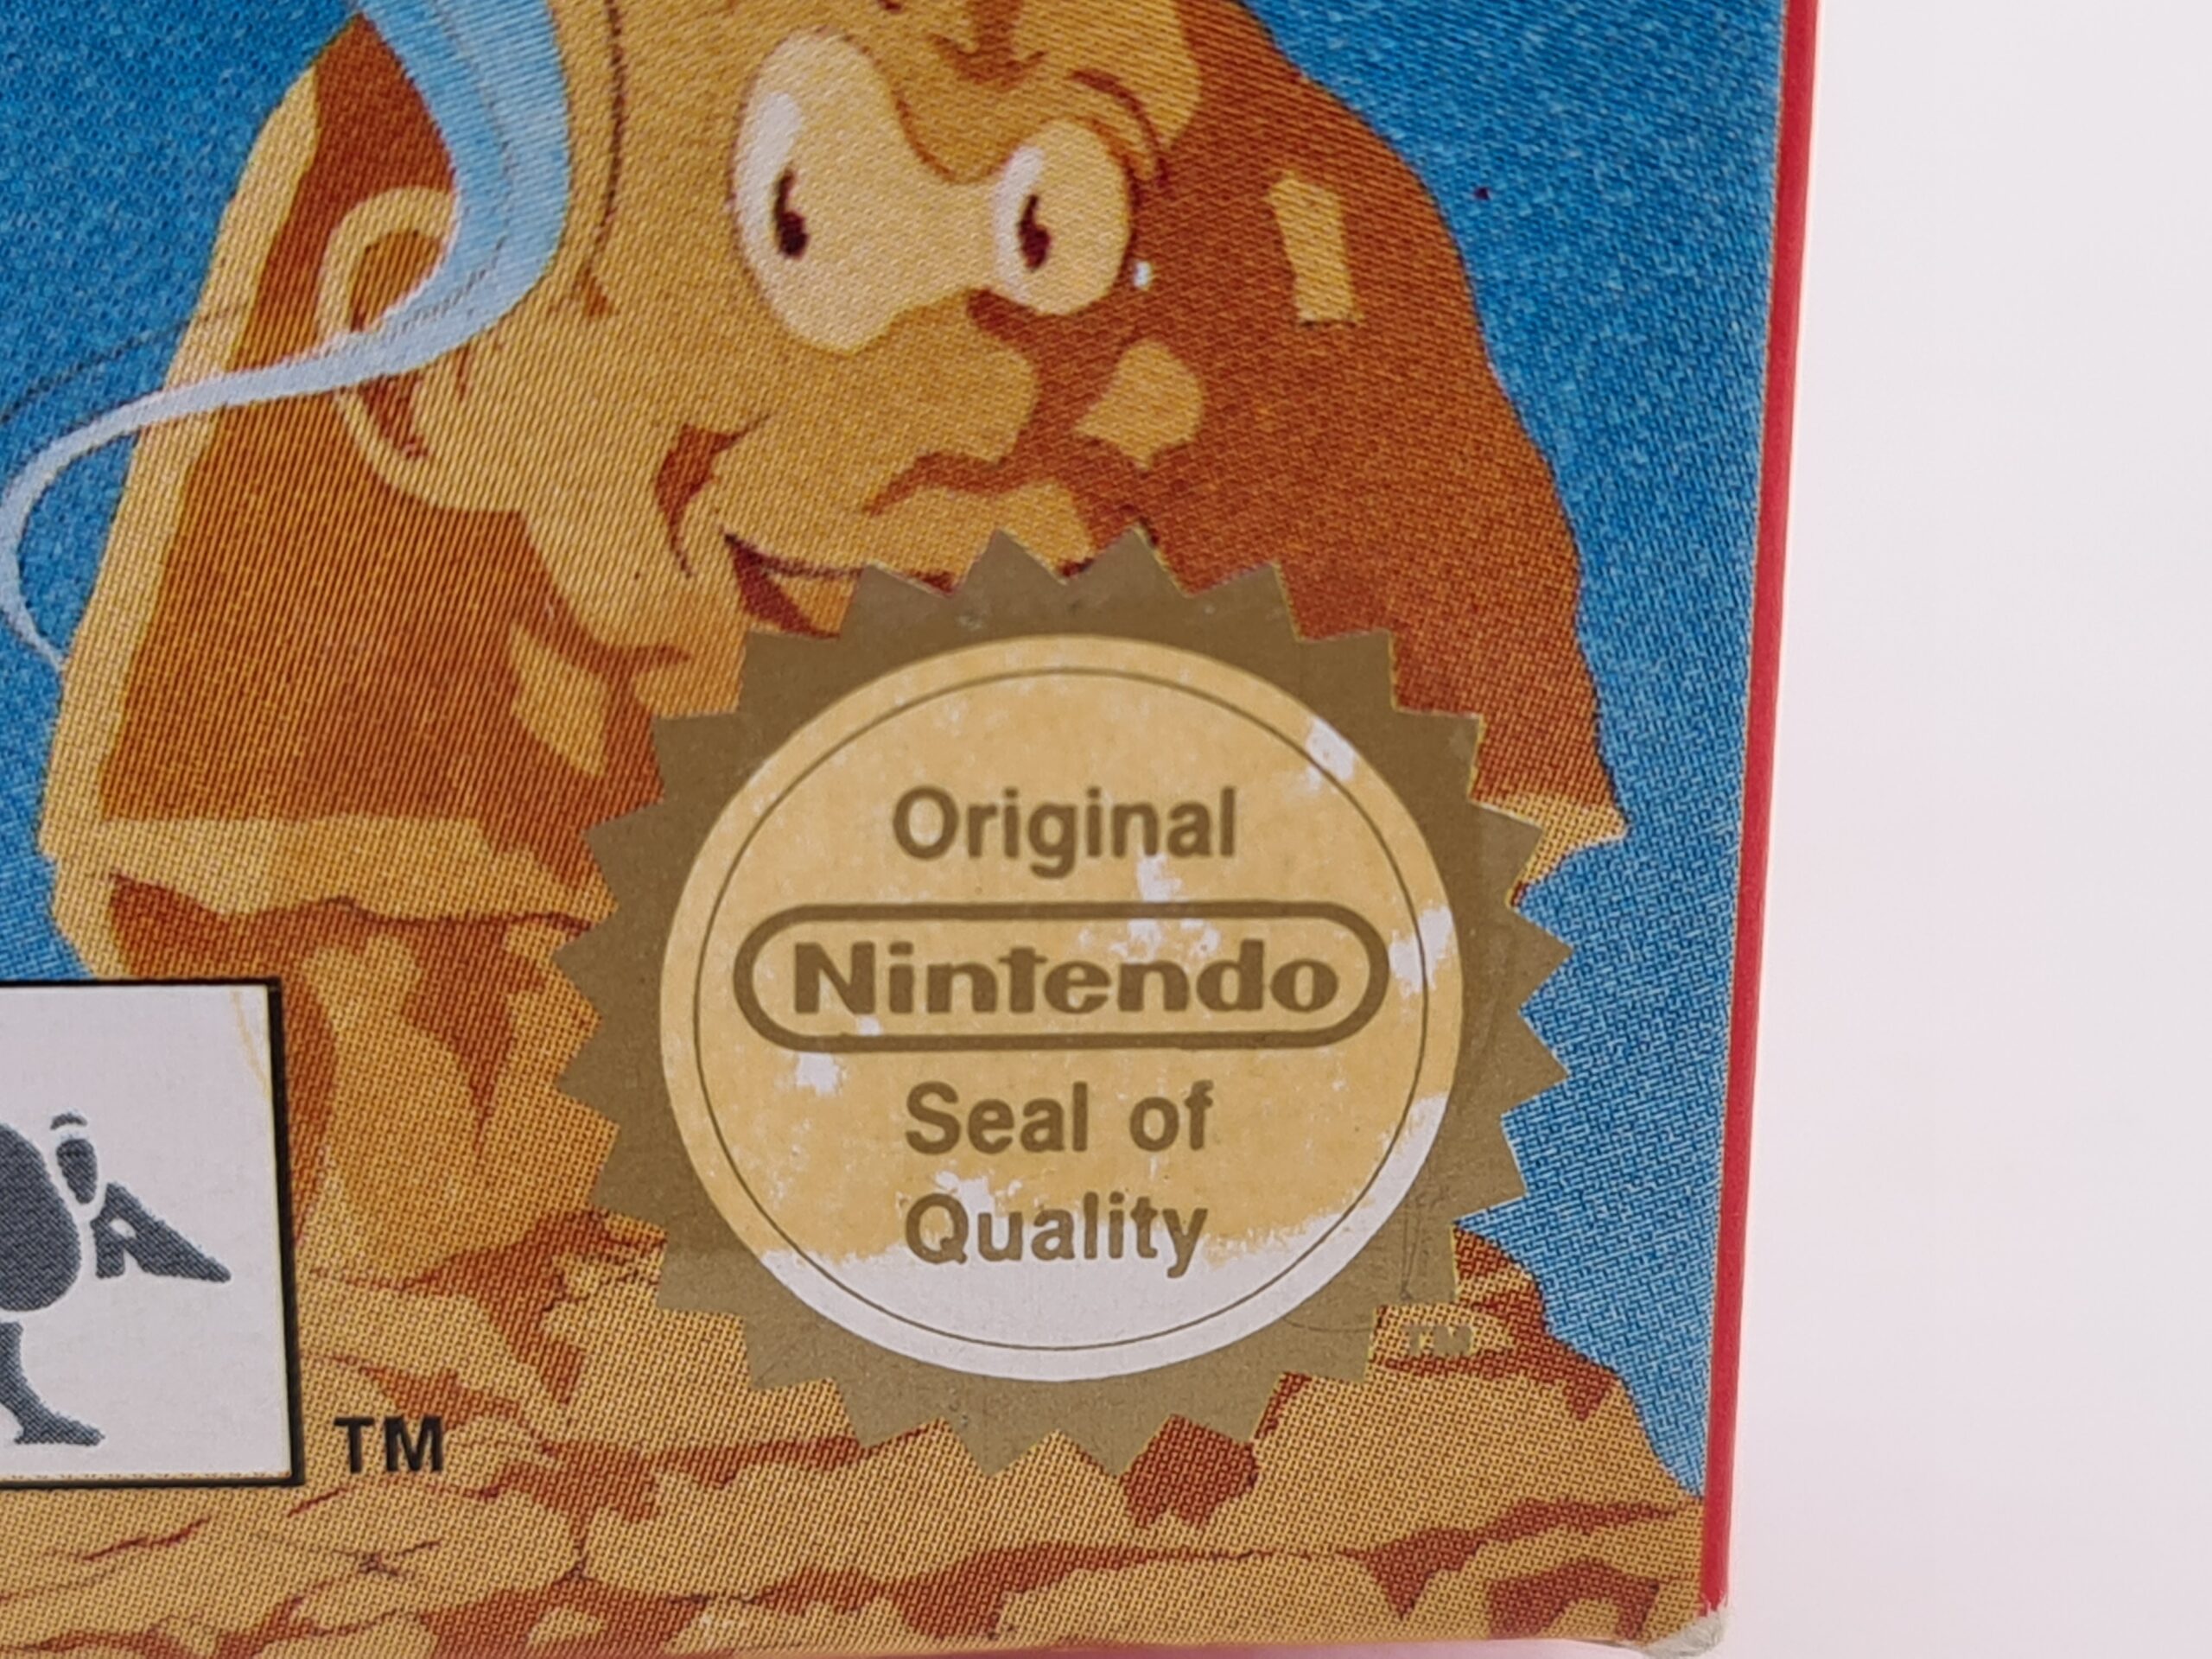 Original
Nintendo
Seal of
Quality
TM
TM